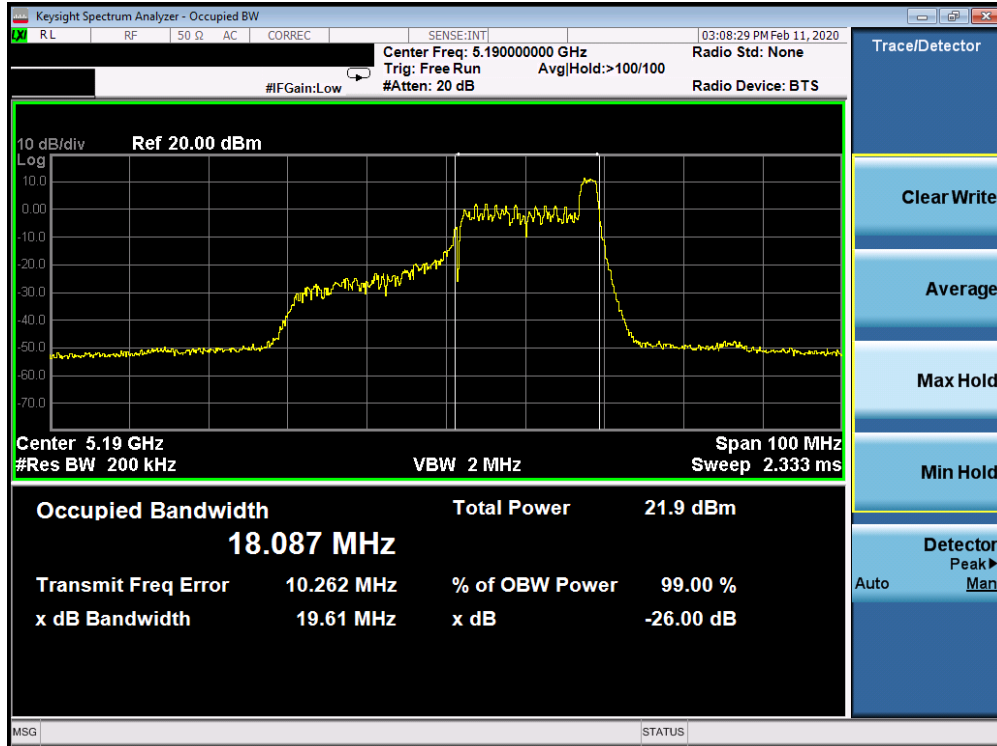 Keysight Spectrum Analyzer - Occupied BW
LXI RL RF 50 Ω AC CORREC SENSE:INT 03:08:29 PM Feb 11, 2020
Center Freq: 5.190000000 GHz Radio Std: None
Trig: Free Run Avg|Hold:>100/100
#IFGain:Low #Atten: 20 dB Radio Device: BTS
Trace/Detector
10 dB/div Ref 20.00 dBm
Log
10.0
0.00
-10.0
-20.0
-30.0
-40.0
-50.0
-60.0
-70.0
Center 5.19 GHz Span 100 MHz
#Res BW 200 kHz VBW 2 MHz Sweep 2.333 ms
Occupied Bandwidth Total Power 21.9 dBm
18.087 MHz
Transmit Freq Error 10.262 MHz % of OBW Power 99.00 %
x dB Bandwidth 19.61 MHz x dB -26.00 dB
Clear Write
Average
Max Hold
Min Hold
Detector
Peak▶
Auto Man
MSG STATUS